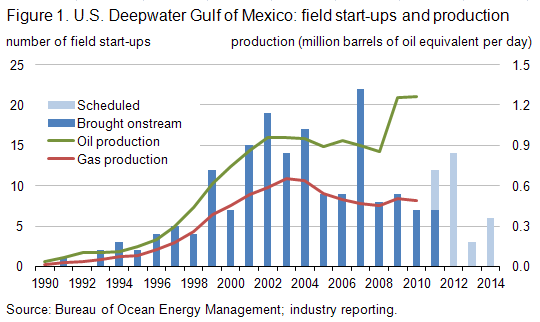 Figure 1. U.S. Deepwater Gulf of Mexico: field start-ups and production
number of field start-ups production (million barrels of oil equivalent per day)
25 1.5
20 1.2
15 0.9
10 0.6
5 0.3
0 0.0
Scheduled
Brought onstream
Oil production
Gas production
1990 1992 1994 1996 1998 2000 2002 2004 2006 2008 2010 2012 2014
Source: Bureau of Ocean Energy Management; industry reporting.